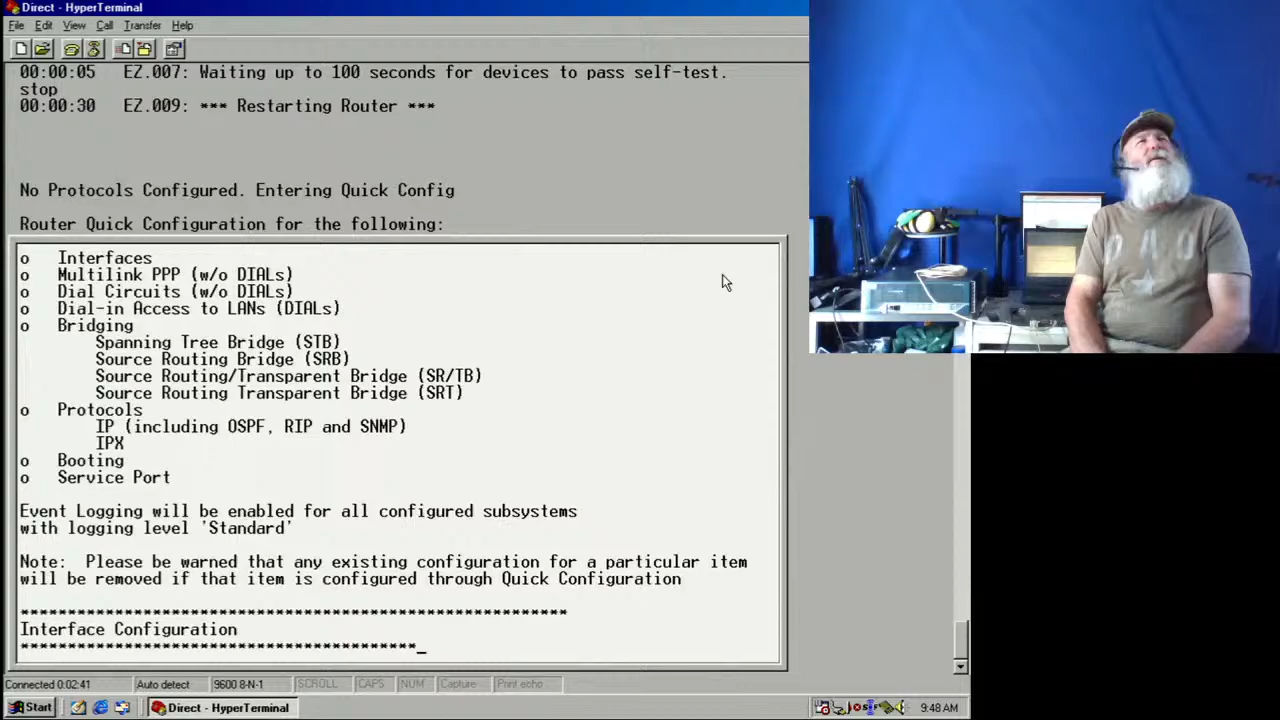 Direct - HyperTerminal
File Edit View Call Transfer Help
00:00:05 EZ.007: Waiting up to 100 seconds for devices to pass self-test.
stop
00:00:30 EZ.009: *** Restarting Router ***
No Protocols Configured. Entering Quick Config
Router Quick Configuration for the following:
o Interfaces
o Multilink PPP (w/o DIALs)
o Dial Circuits (w/o DIALs)
o Dial-in Access to LANs (DIALs)
o Bridging
Spanning Tree Bridge (STB)
Source Routing Bridge (SRB)
Source Routing/Transparent Bridge (SR/TB)
Source Routing Transparent Bridge (SRT)
o Protocols
IP (including OSPF, RIP and SNMP)
IPX
o Booting
o Service Port
Event Logging will be enabled for all configured subsystems
with logging level 'Standard'
Note: Please be warned that any existing configuration for a particular item
will be removed if that item is configured through Quick Configuration
**********************************************************
Interface Configuration
******************************************_
Connected 0:02:41 Auto detect 9600 8-N-1 SCROLL CAPS NUM Capture Print echo
Start Direct - HyperTerminal 9:48 AM